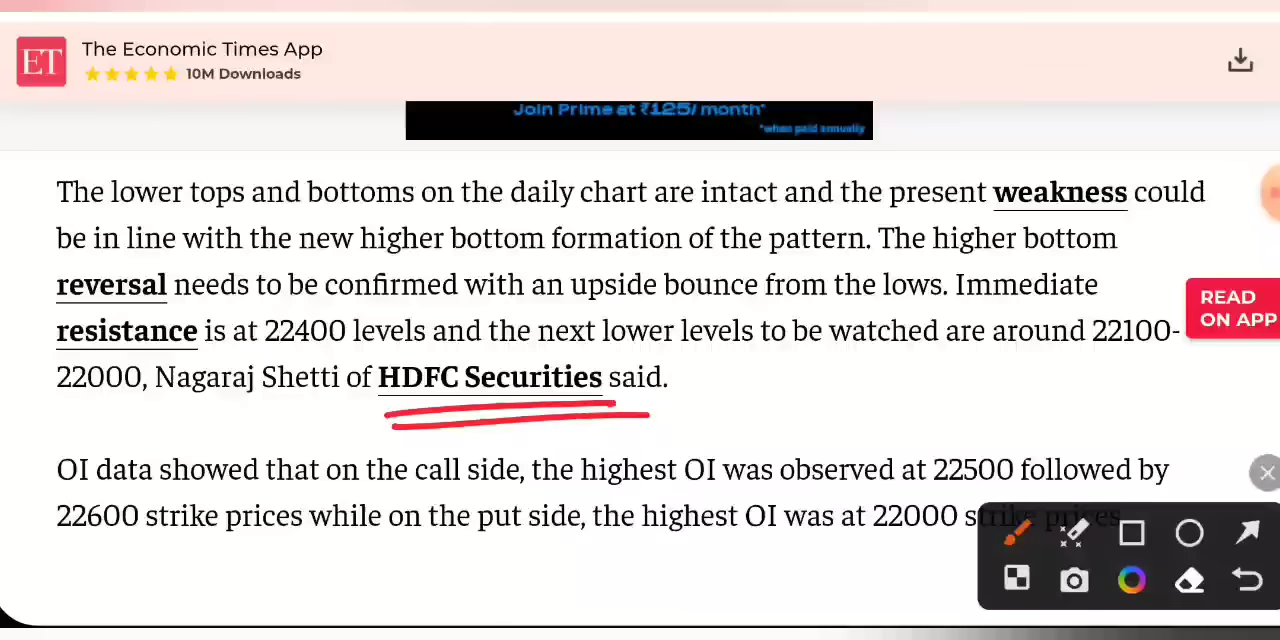 ET
The Economic Times App
10M Downloads
Join Prime at ₹125/ month*
*when paid annually
The lower tops and bottoms on the daily chart are intact and the present weakness could
be in line with the new higher bottom formation of the pattern. The higher bottom
reversal needs to be confirmed with an upside bounce from the lows. Immediate
resistance is at 22400 levels and the next lower levels to be watched are around 22100-
22000, Nagaraj Shetti of HDFC Securities said.
READ
ON APP
OI data showed that on the call side, the highest OI was observed at 22500 followed by
22600 strike prices while on the put side, the highest OI was at 22000 strike prices